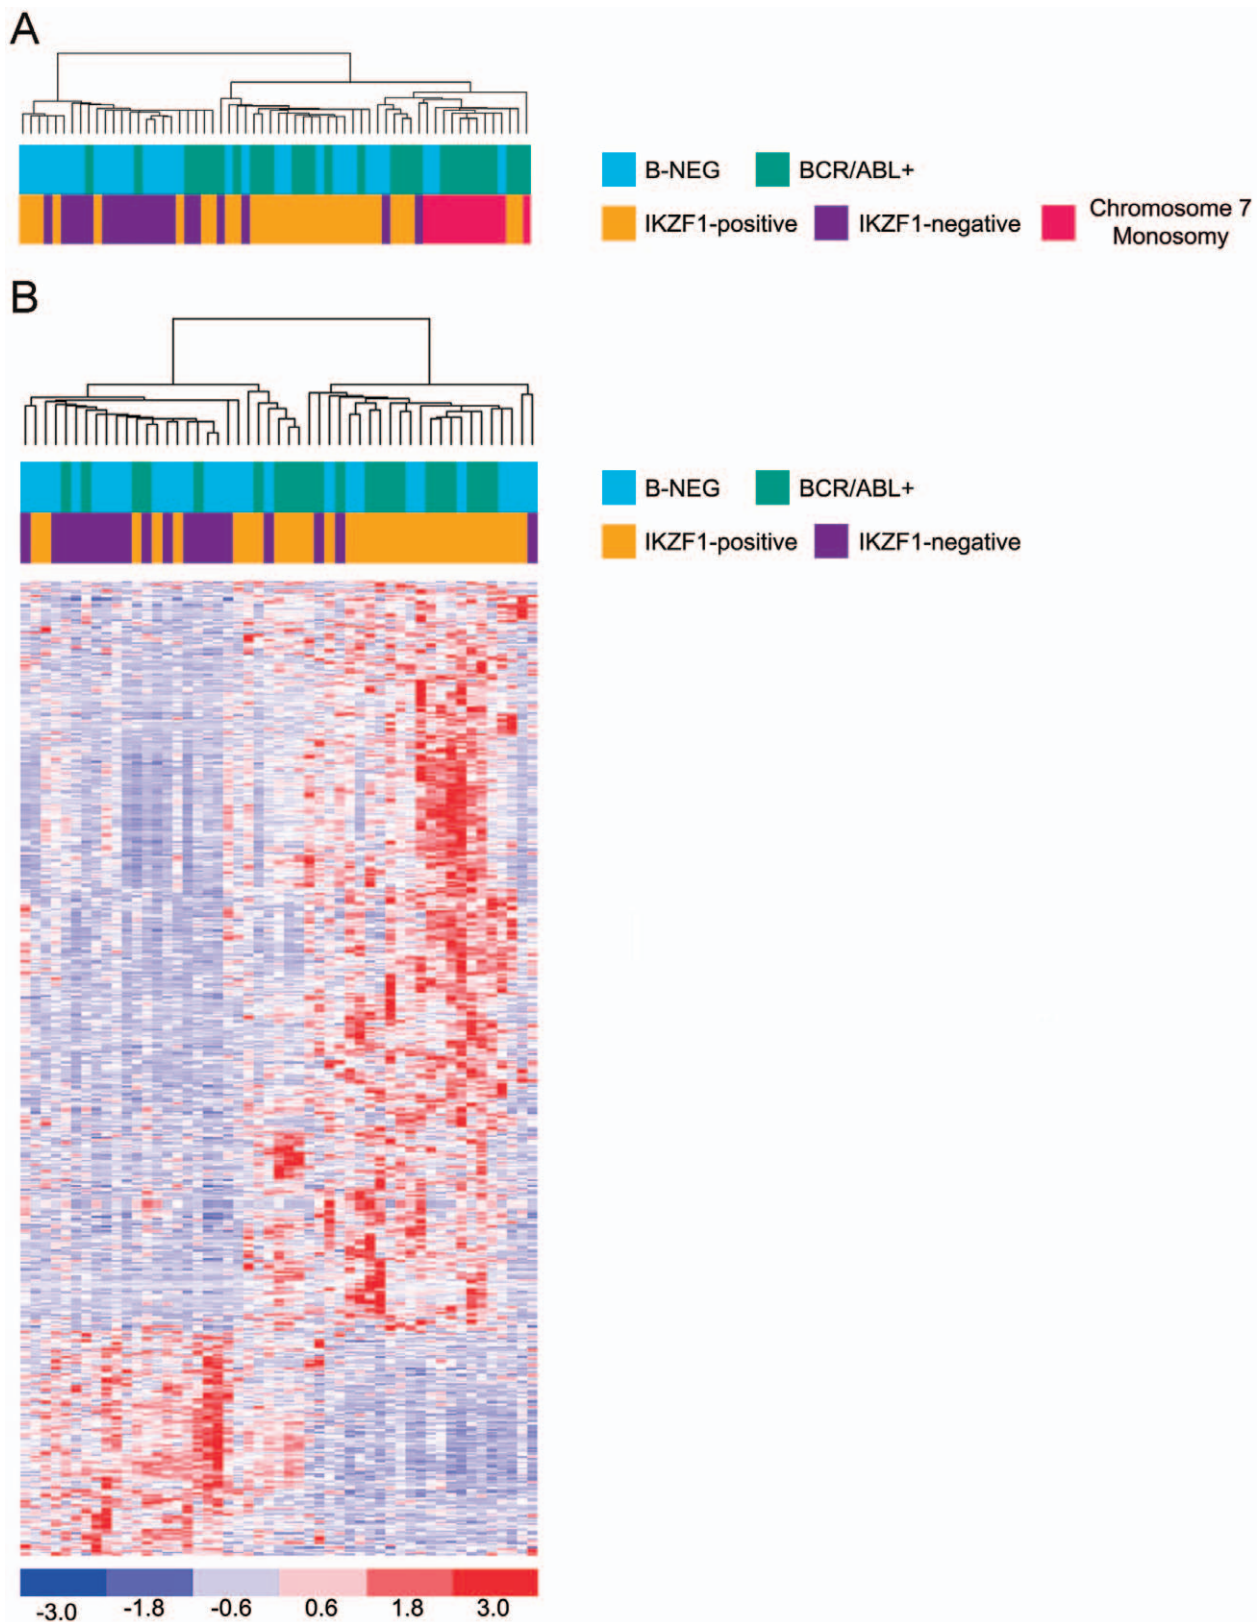 A
B-NEG BCR/ABL+
IKZF1-positive IKZF1-negative Chromosome 7
Monosomy
B
B-NEG BCR/ABL+
IKZF1-positive IKZF1-negative
-3.0 -1.8 -0.6 0.6 1.8 3.0